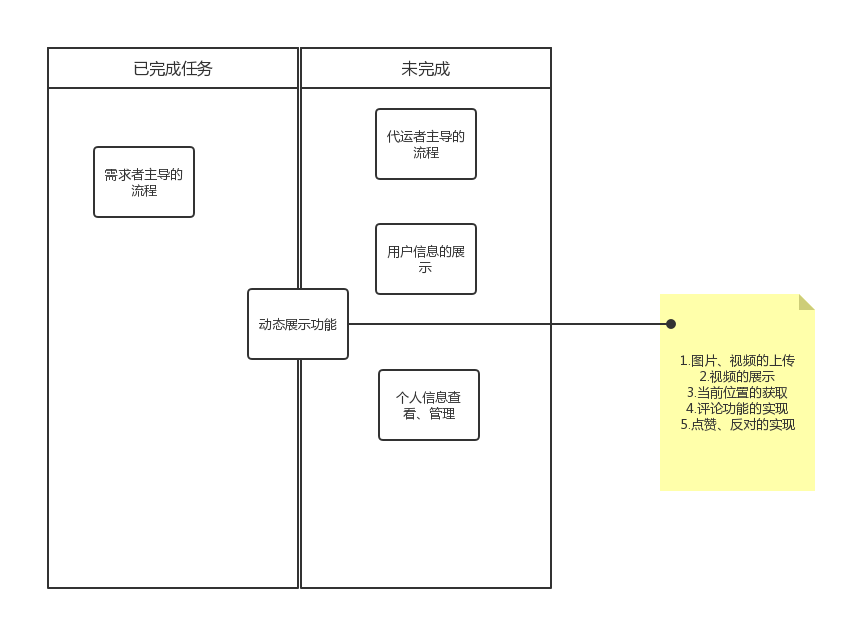 已完成任务
未完成
需求者主导的
流程
代运者主导的
流程
用户信息的展
示
动态展示功能
个人信息查
看、管理
1.图片、视频的上传
2.视频的展示
3.当前位置的获取
4.评论功能的实现
5.点赞、反对的实现